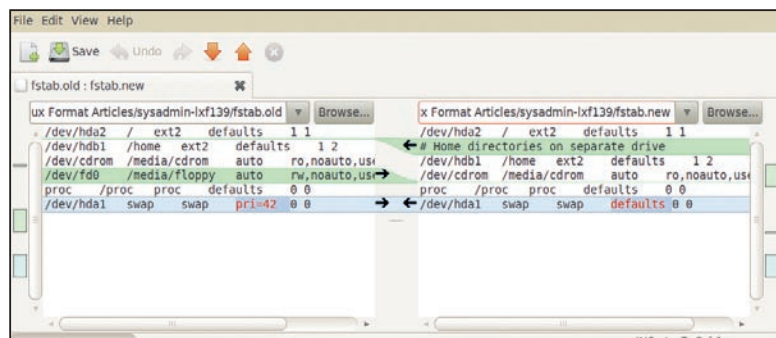 File Edit View Help
Save Undo
fstab.old : fstab.new
ux Format Articles/sysadmin-lxf139/fstab.old Browse...
/dev/hda2 / ext2 defaults 1 1
/dev/hdb1 /home ext2 defaults 1 2
/dev/cdrom /media/cdrom auto ro,noauto,use
/dev/fd0 /media/floppy auto rw,noauto,use
proc /proc proc defaults 0 0
/dev/hda1 swap swap pri=42 0 0
x Format Articles/sysadmin-lxf139/fstab.new Browse...
/dev/hda2 / ext2 defaults 1 1
# Home directories on separate drive
/dev/hdb1 /home ext2 defaults 1 2
/dev/cdrom /media/cdrom auto ro,noauto,us
proc /proc proc defaults 0 0
/dev/hda1 swap swap defaults 0 0